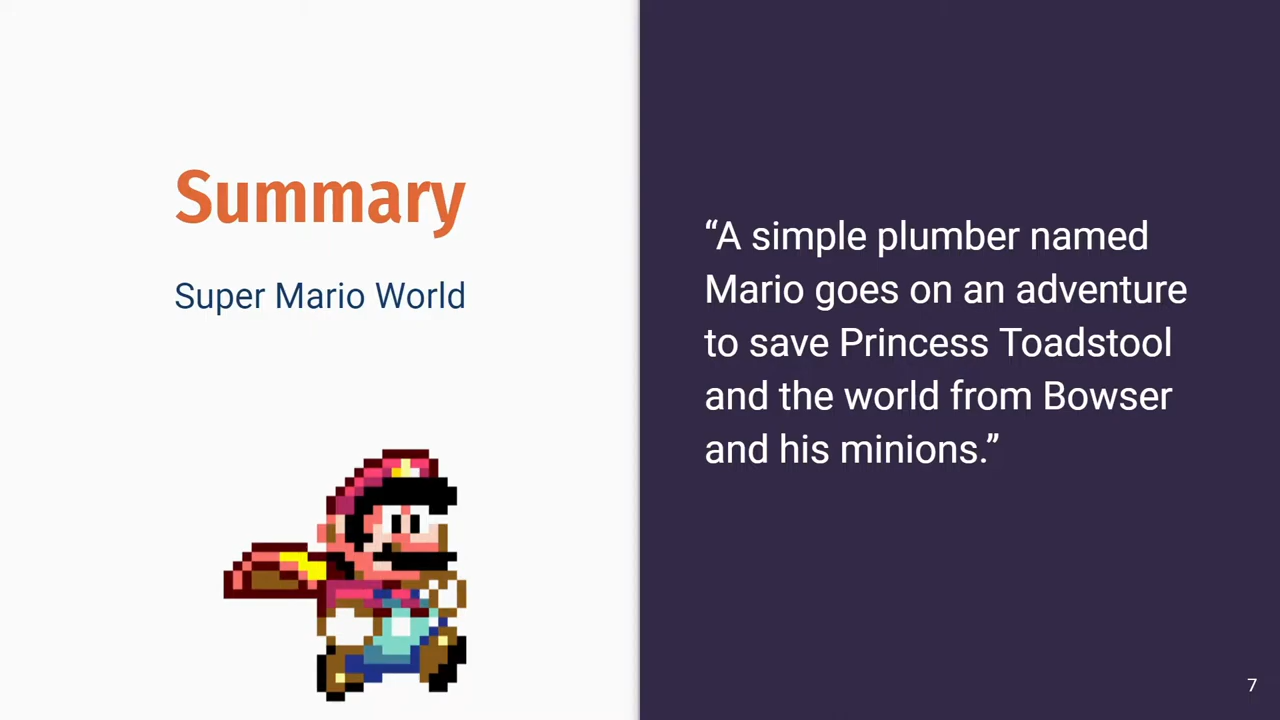 Summary
Super Mario World
“A simple plumber named
Mario goes on an adventure
to save Princess Toadstool
and the world from Bowser
and his minions.”
7